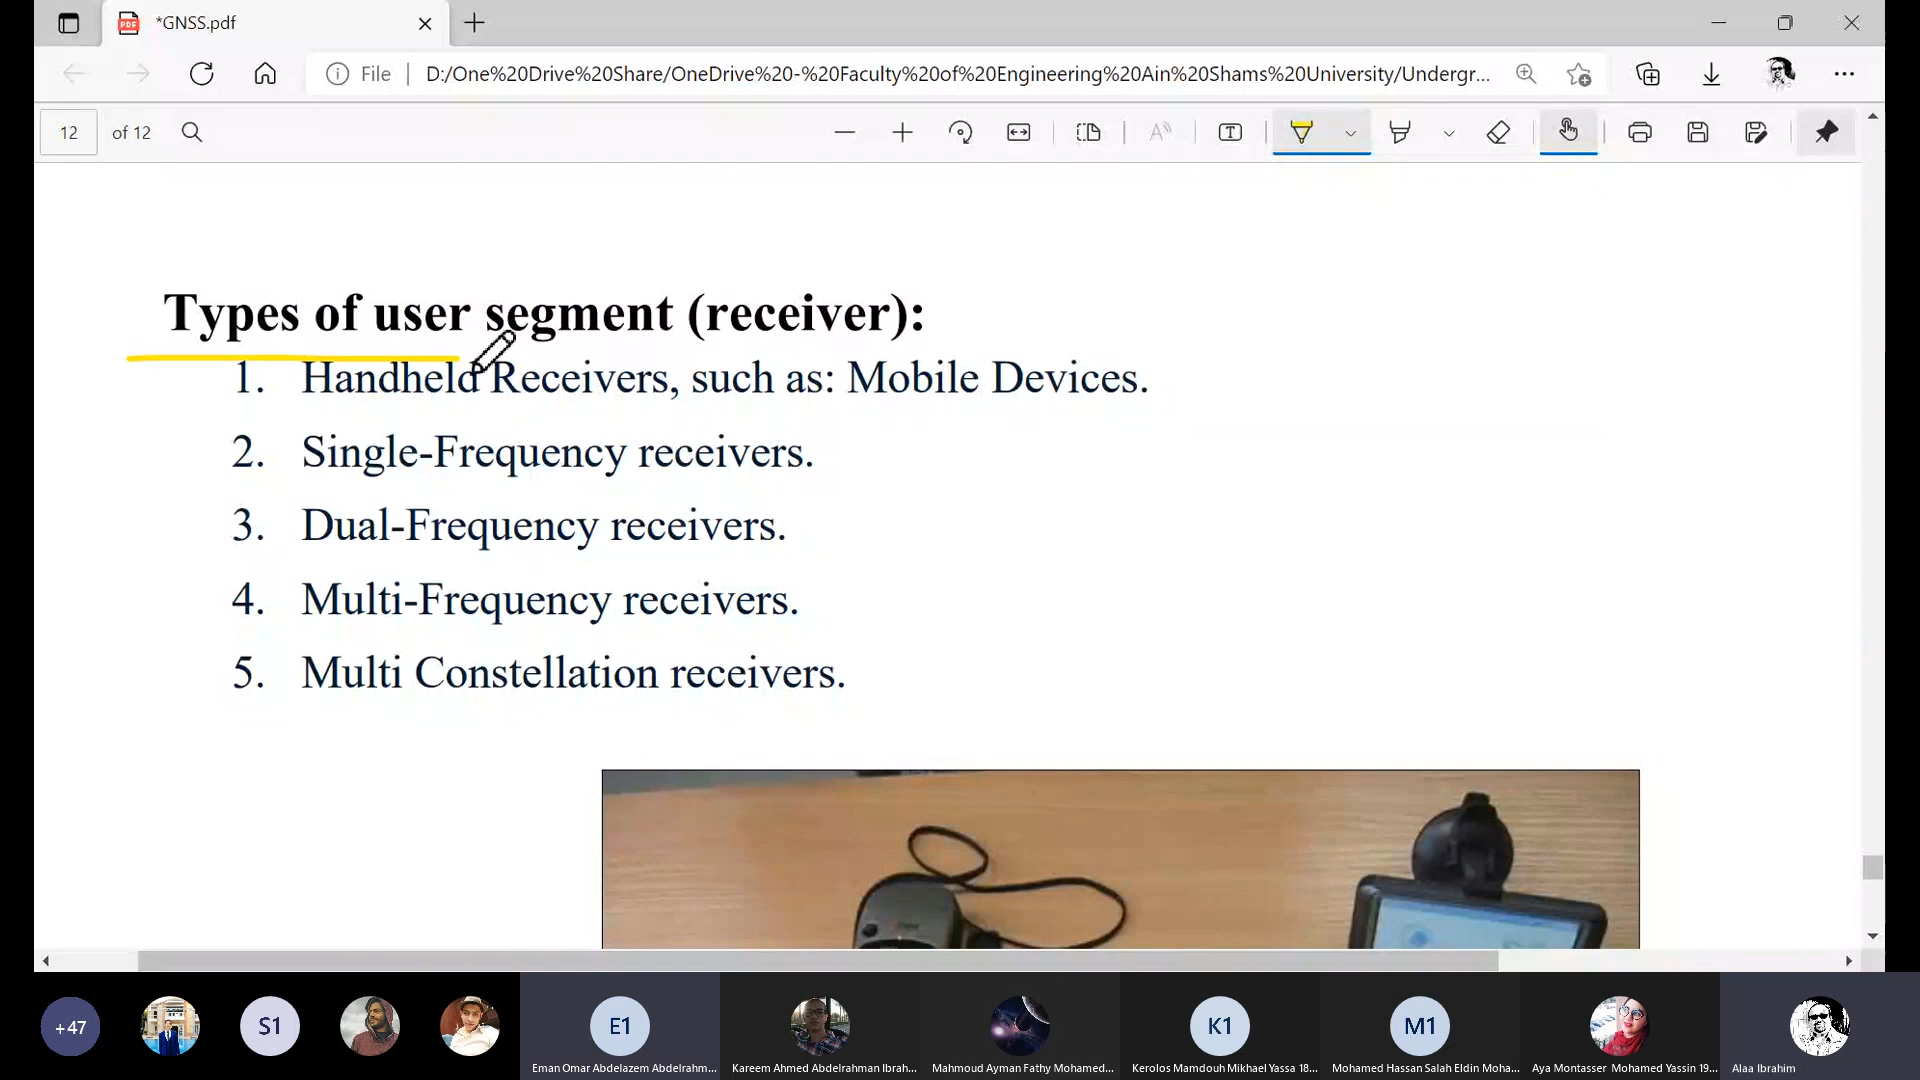 *GNSS.pdf
File
D:/One%20Drive%20Share/OneDrive%20-%20Faculty%20of%20Engineering%20Ain%20Shams%20University/Undergr...
12
of 12
Types of user segment (receiver):
1. Handheld Receivers, such as: Mobile Devices.
2. Single-Frequency receivers.
3. Dual-Frequency receivers.
4. Multi-Frequency receivers.
5. Multi Constellation receivers.
+47
S1
E1
K1
M1
Eman Omar Abdelazem Abdelrahm...
Kareem Ahmed Abdelrahman Ibrah...
Mahmoud Ayman Fathy Mohamed...
Kerolos Mamdouh Mikhael Yassa 18...
Mohamed Hassan Salah Eldin Moha...
Aya Montasser Mohamed Yassin 19...
Alaa Ibrahim